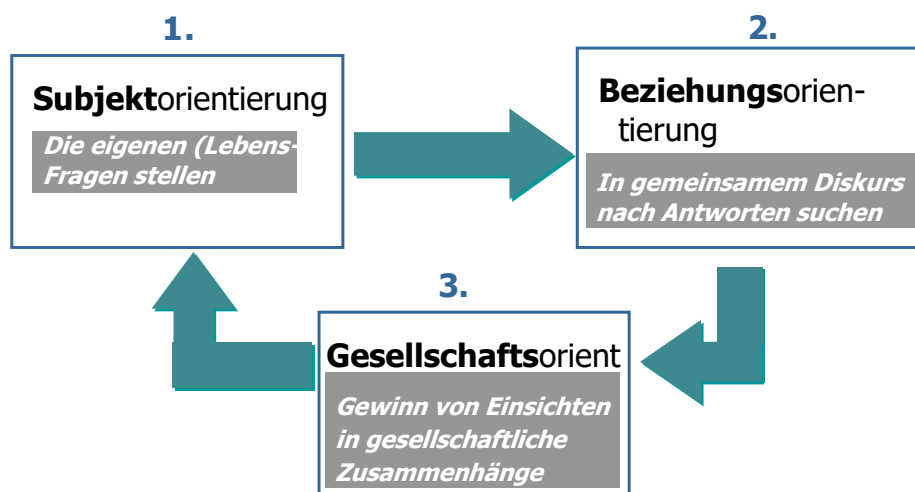 1.
Subjektorientierung
Die eigenen (Lebens-
Fragen stellen
2.
Beziehungsorien-
tierung
In gemeinsamem Diskurs
nach Antworten suchen
3.
Gesellschaftsorient
Gewinn von Einsichten
in gesellschaftliche
Zusammenhänge